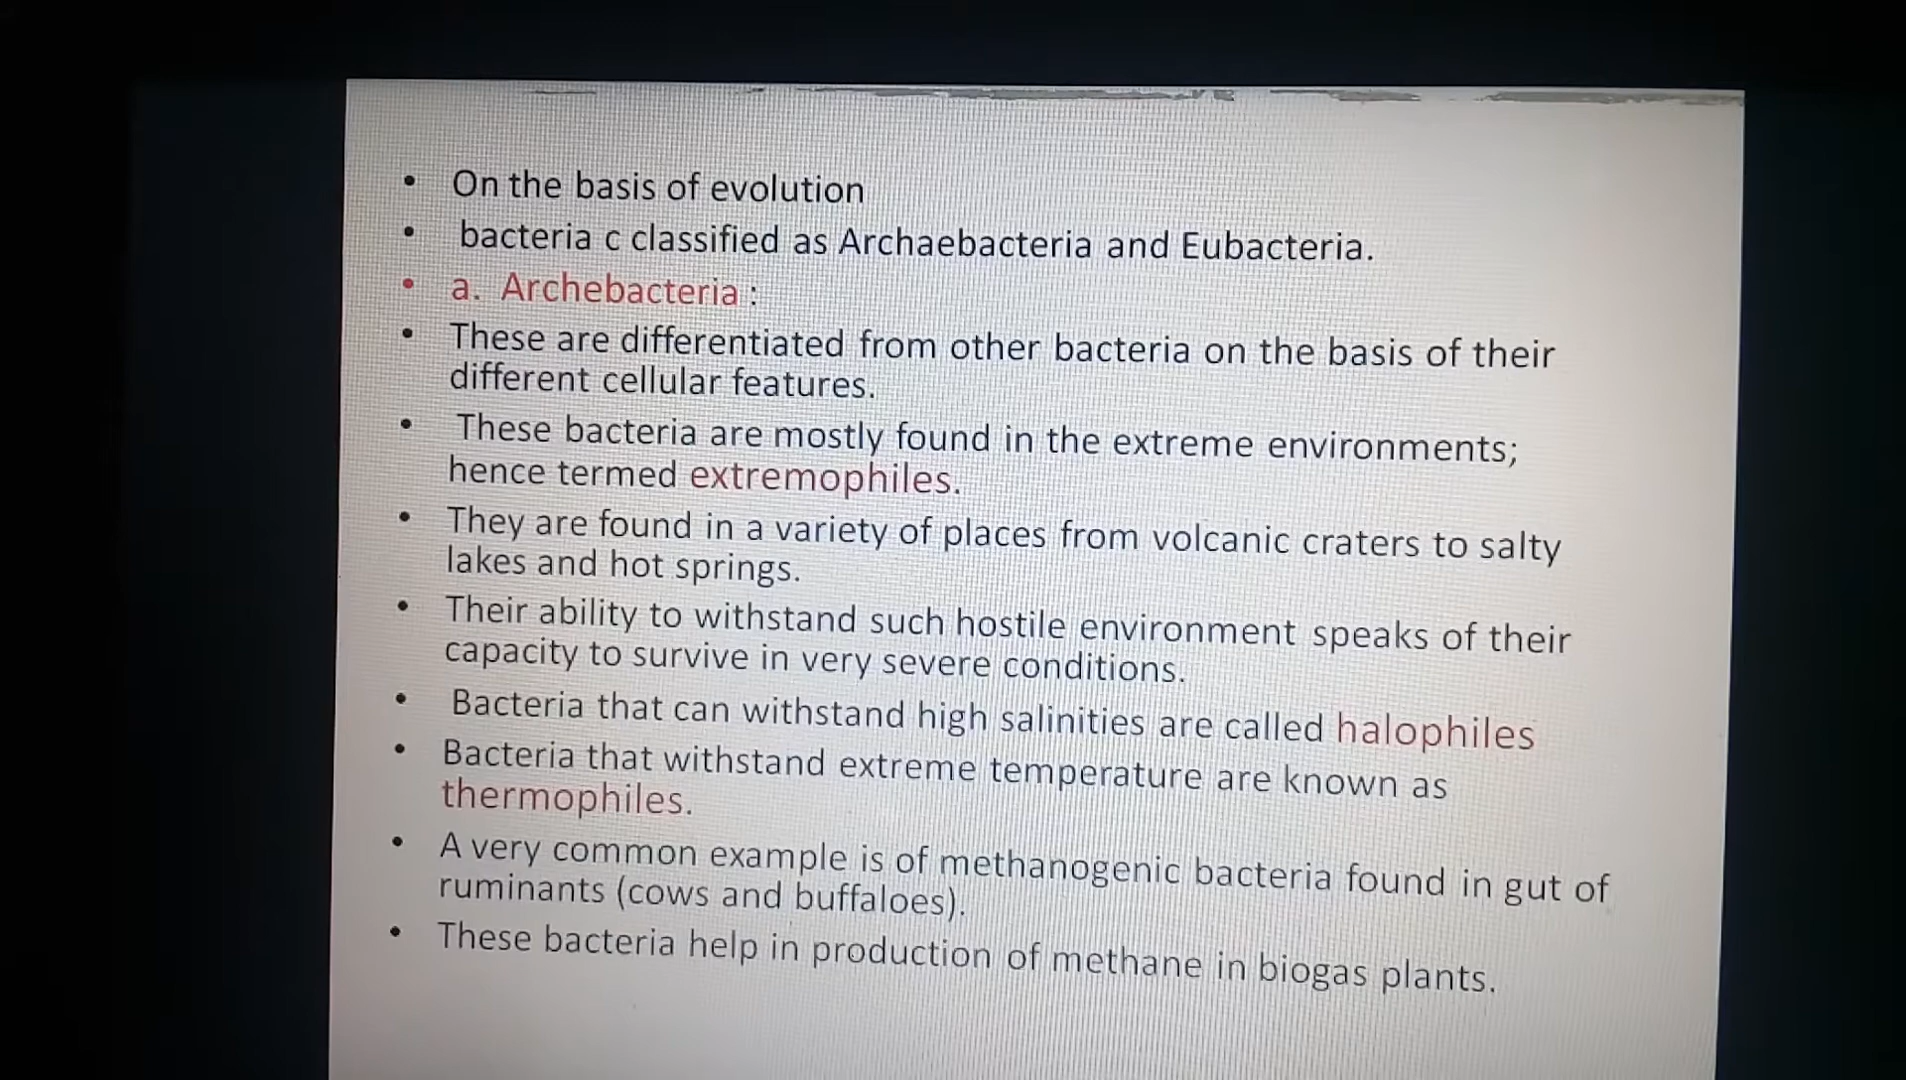 • On the basis of evolution
• bacteria c classified as Archaebacteria and Eubacteria.
• a. Archebacteria :
• These are differentiated from other bacteria on the basis of their
different cellular features.
• These bacteria are mostly found in the extreme environments;
hence termed extremophiles.
• They are found in a variety of places from volcanic craters to salty
lakes and hot springs.
• Their ability to withstand such hostile environment speaks of their
capacity to survive in very severe conditions.
• Bacteria that can withstand high salinities are called halophiles
• Bacteria that withstand extreme temperature are known as
thermophiles.
• A very common example is of methanogenic bacteria found in gut of
ruminants (cows and buffaloes).
• These bacteria help in production of methane in biogas plants.